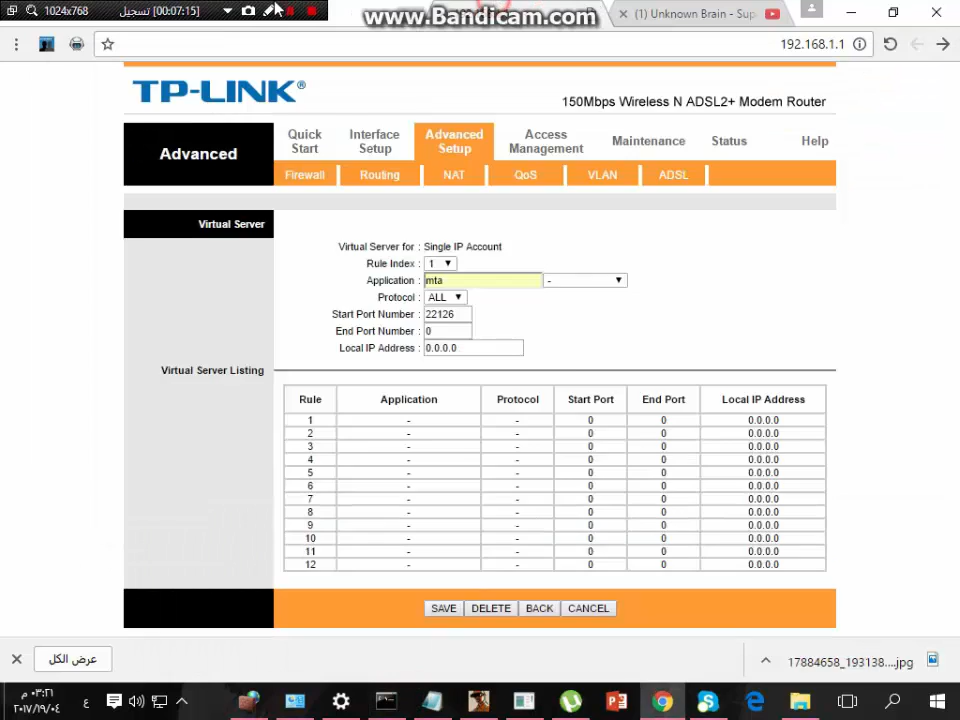 1024x768 تسجيل [00:07:15]
www.Bandicam.com
(1) Unknown Brain - Sup
192.168.1.1
TP-LINK®
150Mbps Wireless N ADSL2+ Modem Router
Advanced
Quick Start
Interface Setup
Advanced Setup
Access Management
Maintenance
Status
Help
Firewall
Routing
NAT
QoS
VLAN
ADSL
Virtual Server
Virtual Server for : Single IP Account
Rule Index : 1
Application : mta -
Protocol : ALL
Start Port Number : 22126
End Port Number : 0
Local IP Address : 0.0.0.0
Virtual Server Listing
Rule Application Protocol Start Port End Port Local IP Address
1 - - 0 0 0.0.0.0
2 - - 0 0 0.0.0.0
3 - - 0 0 0.0.0.0
4 - - 0 0 0.0.0.0
5 - - 0 0 0.0.0.0
6 - - 0 0 0.0.0.0
7 - - 0 0 0.0.0.0
8 - - 0 0 0.0.0.0
9 - - 0 0 0.0.0.0
10 - - 0 0 0.0.0.0
11 - - 0 0 0.0.0.0
12 - - 0 0 0.0.0.0
SAVE DELETE BACK CANCEL
عرض الكل
17884658_193138....jpg
٠٣:٢١ م
٢٠١٧/١٩/٠٤
ع